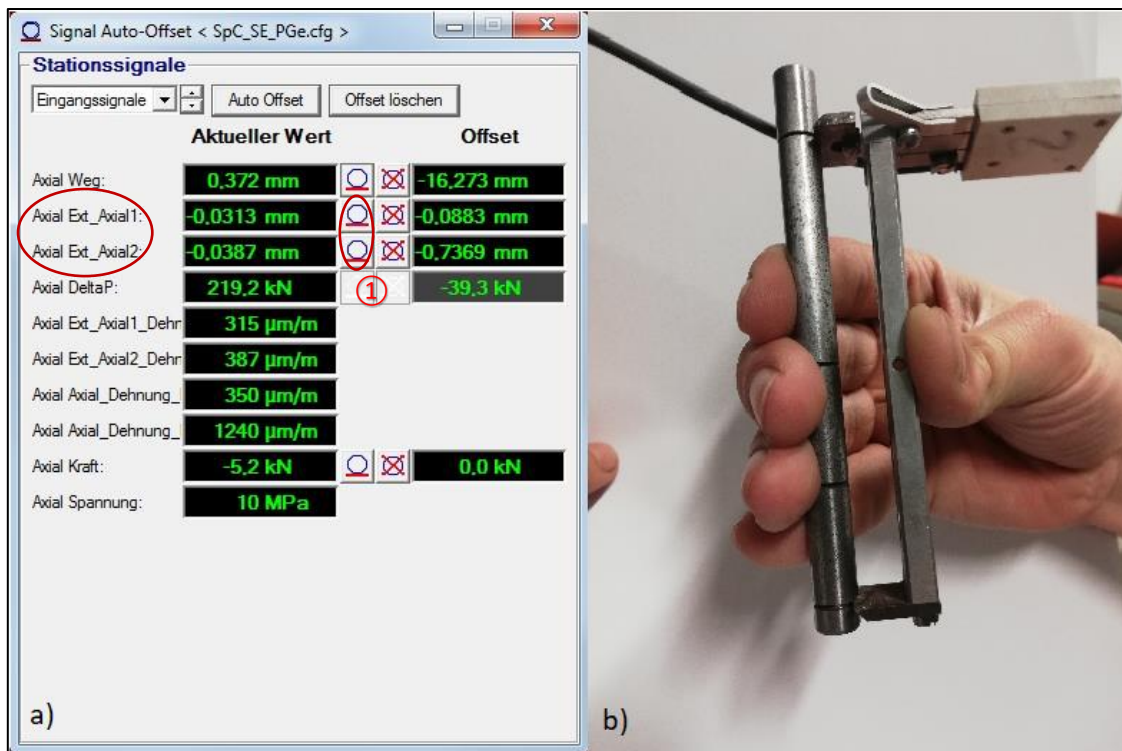 Signal Auto-Offset < SpC_SE_PGe.cfg >
Stationssignale
Eingangssignale Auto Offset Offset löschen
Aktueller Wert Offset
Axial Weg: 0,372 mm -16,273 mm
Axial Ext_Axial1: -0,0313 mm -0,0883 mm
Axial Ext_Axial2: -0,0387 mm -0,7369 mm
Axial DeltaP: 219,2 kN ① -39,3 kN
Axial Ext_Axial1_Dehn 315 µm/m
Axial Ext_Axial2_Dehn 387 µm/m
Axial Axial_Dehnung_ 350 µm/m
Axial Axial_Dehnung_ 1240 µm/m
Axial Kraft: -5,2 kN 0,0 kN
Axial Spannung: 10 MPa
a)
b)
2